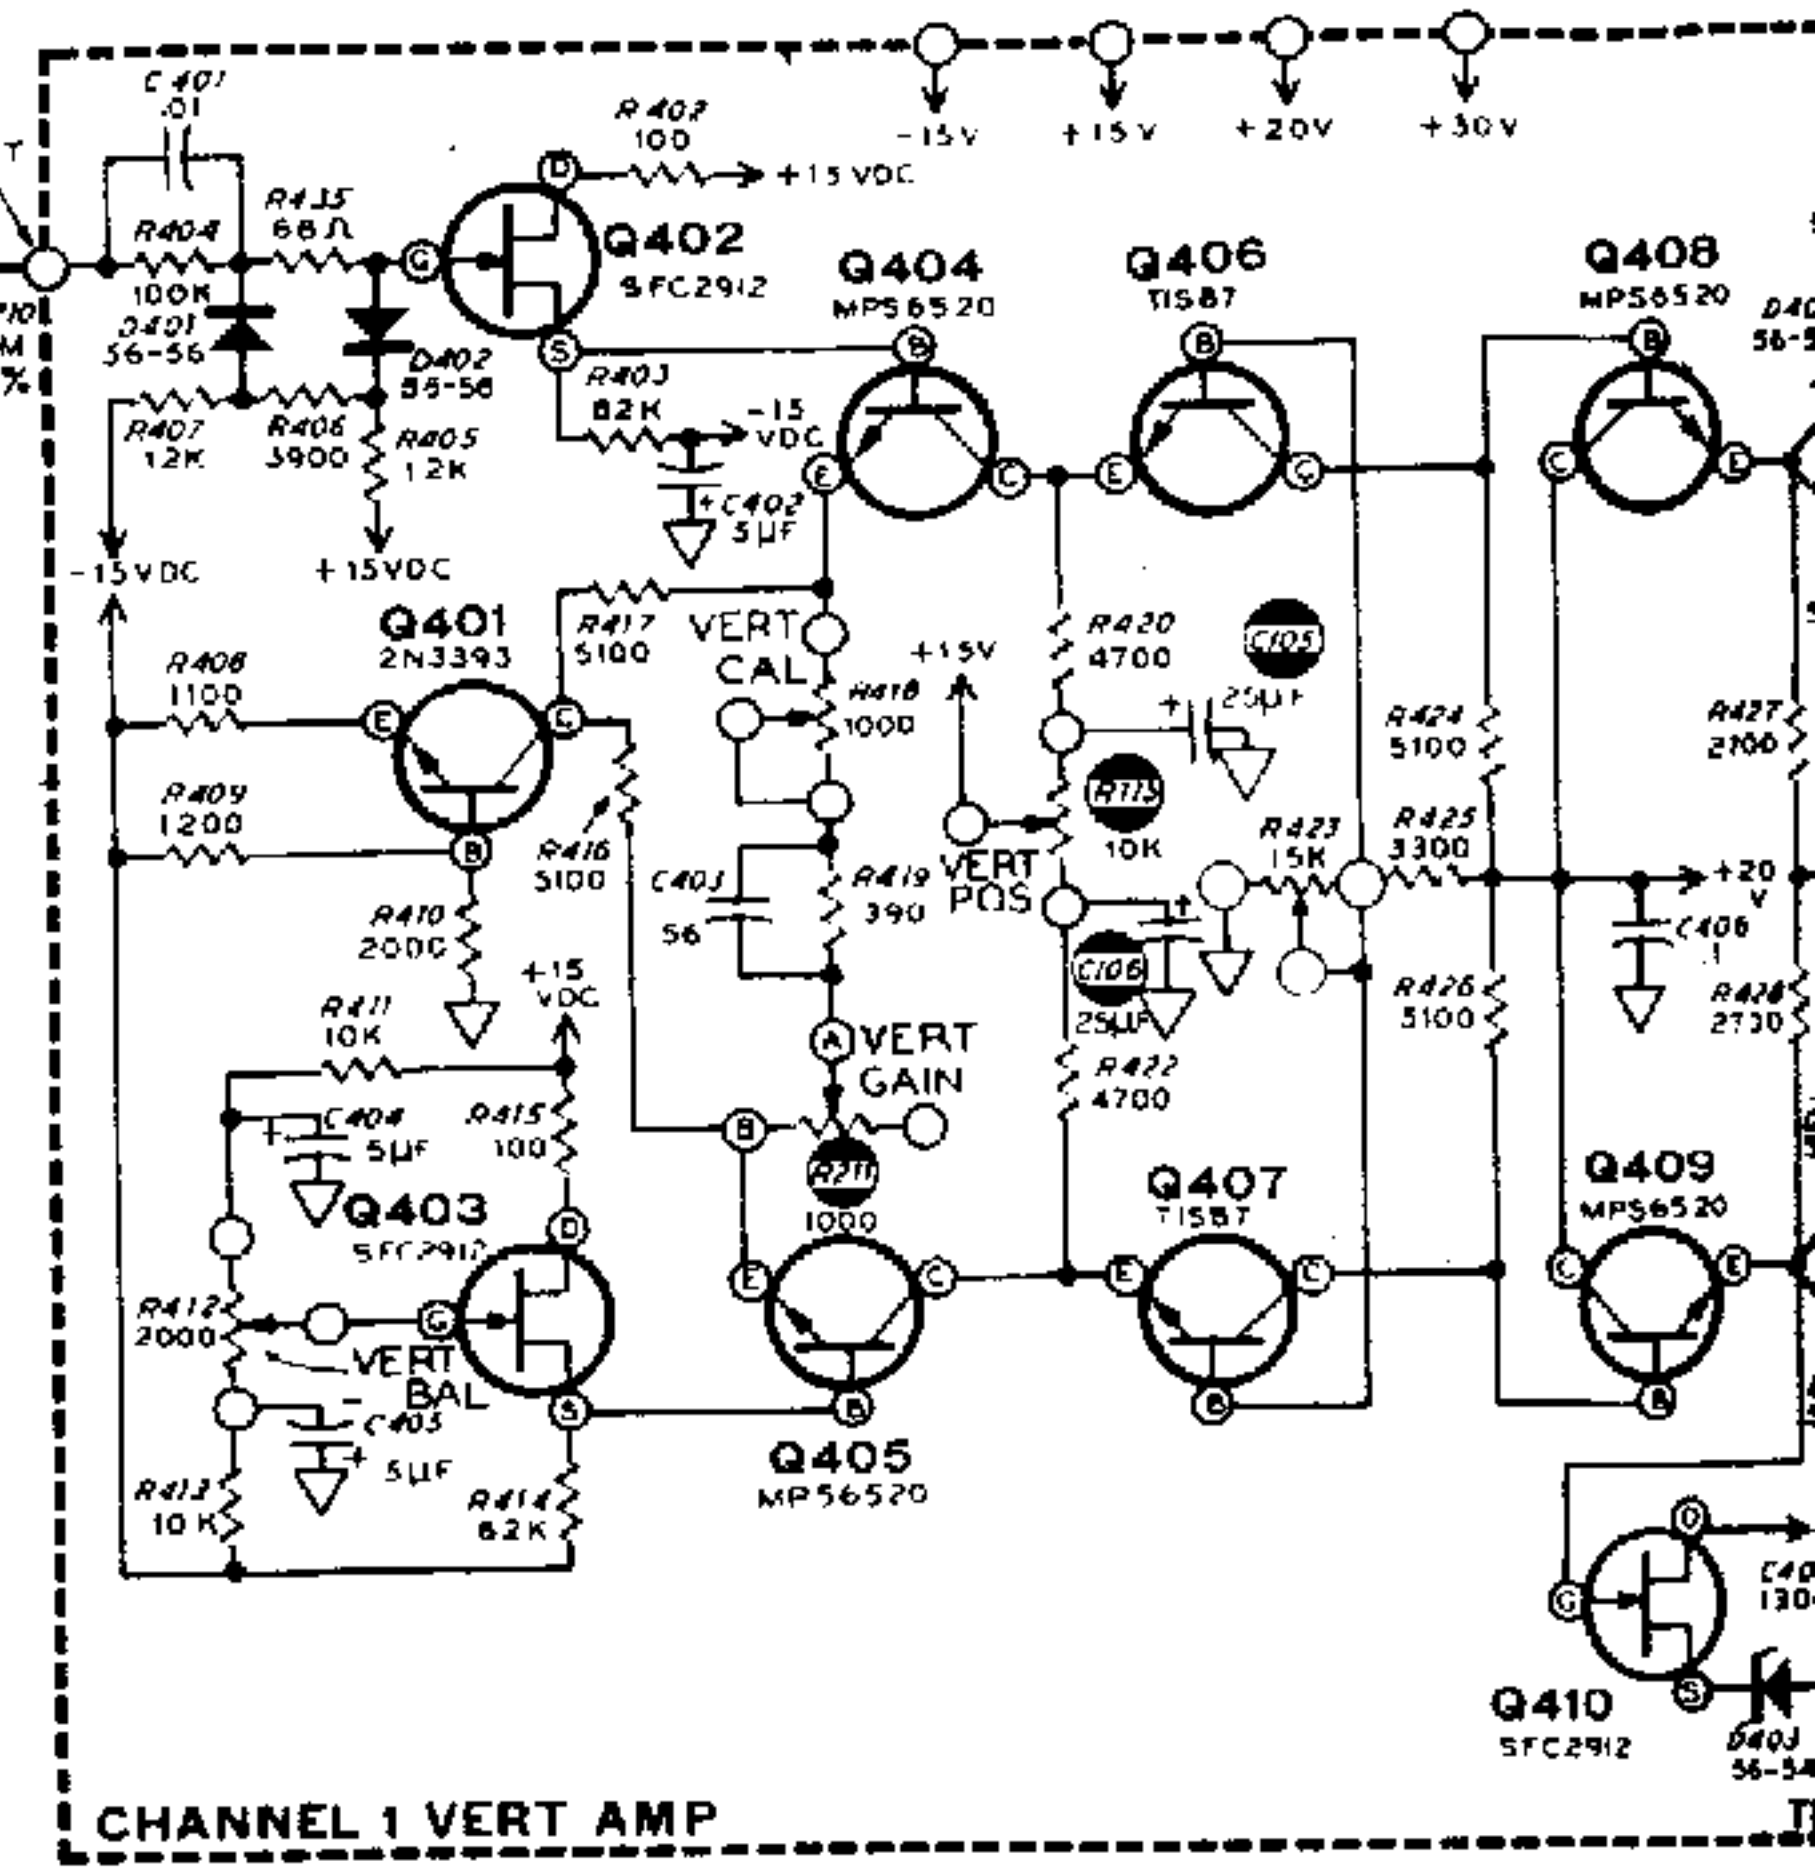 C401
.01
R402
100
-15V
+15V
+20V
+30V
T
R404
100K
R435
68Ω
+15 VDC
Q402
SFC2912
Q404
MPS6520
Q406
TIS87
Q408
MPS6520
D401
56-56
M
%
D402
56-56
R403
82K
-15
VDC
R407
12K
R406
3900
R405
12K
+C402
5µF
-15VDC
+15VDC
Q401
2N3393
R417
5100
VERT
CAL
+15V
R420
4700
C105
25µF
R408
1100
R418
1000
R424
5100
R427
2700
R113
10K
R409
1200
R416
5100
C403
56
R419
390
VERT
POS
R423
15K
R425
3300
+20
V
C406
.1
R410
2000
+15
VDC
C106
25µF
R426
5100
R428
2700
R411
10K
VERT
GAIN
R422
4700
C404
5µF
R415
100
R211
1000
Q403
SFC2912
Q407
TIS87
Q409
MPS6520
R412
2000
VERT
BAL
C405
5µF
Q405
MPS6520
R413
10K
R414
82K
Q410
SFC2912
D403
CHANNEL 1 VERT AMP